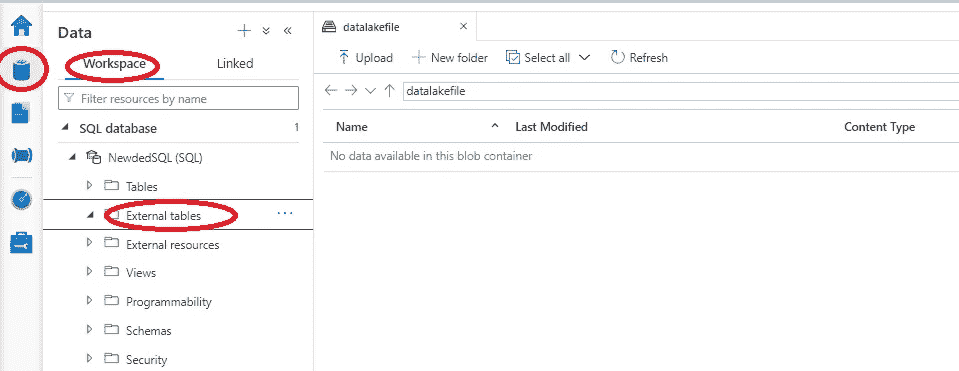 Data
Workspace Linked
Filter resources by name
SQL database 1
NewdedSQL (SQL)
Tables
External tables
External resources
Views
Programmability
Schemas
Security
datalakefile
Upload New folder Select all Refresh
datalakefile
Name Last Modified Content Type
No data available in this blob container